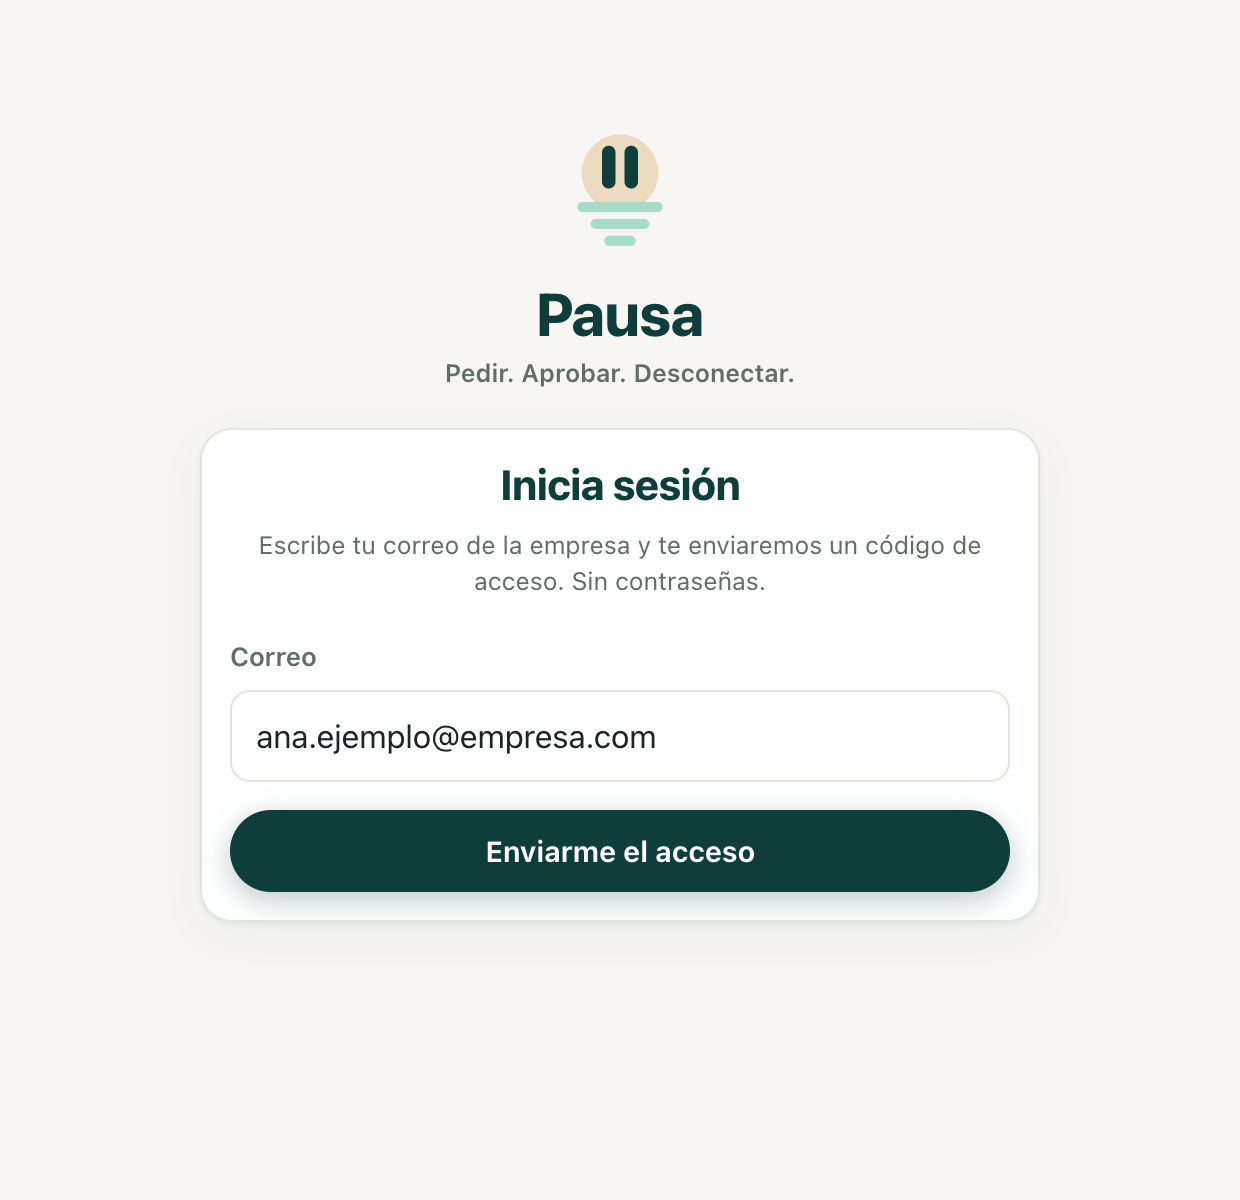 Pausa
Pedir. Aprobar. Desconectar.
Inicia sesión
Escribe tu correo de la empresa y te enviaremos un código de
acceso. Sin contraseñas.
Correo
ana.ejemplo@empresa.com
Enviarme el acceso